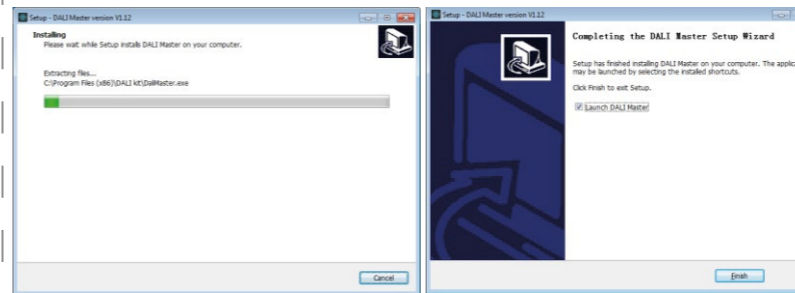 Setup - DALI Master version V1.12
Installing
Please wait while Setup installs DALI Master on your computer.
Extracting files...
C:\Program Files (x86)\DALI kit\DaliMaster.exe
Cancel
Setup - DALI Master version V1.12
Completing the DALI Master Setup Wizard
Setup has finished installing DALI Master on your computer. The applic
may be launched by selecting the installed shortcuts.
Click Finish to exit Setup.
Launch DALI Master
Finish